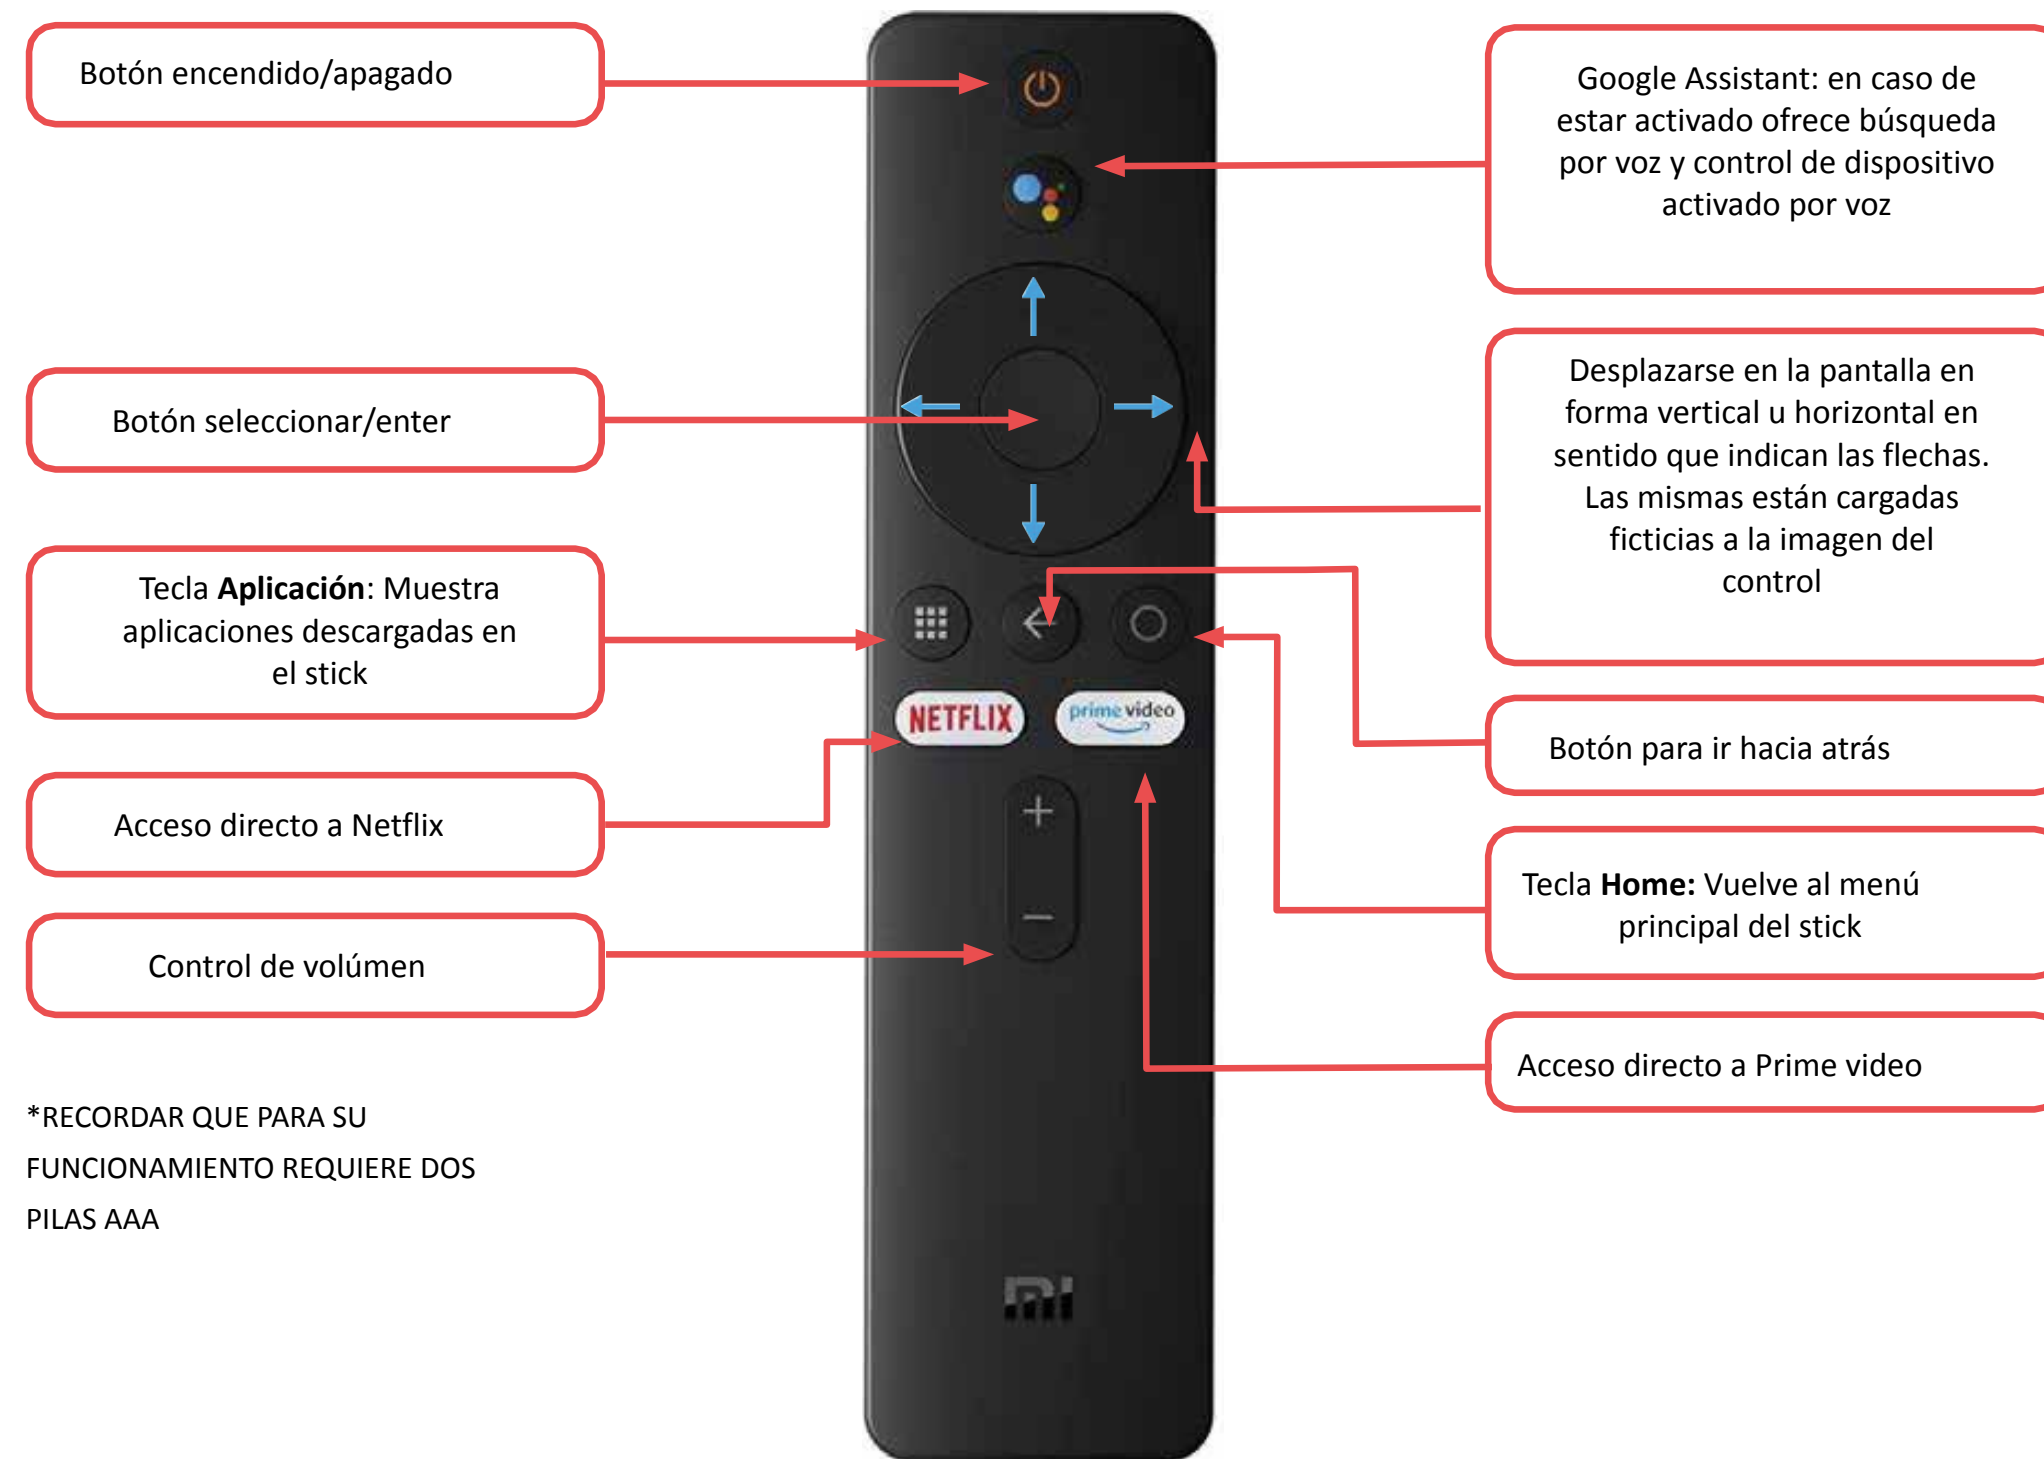 Botón encendido/apagado
Google Assistant: en caso de
estar activado ofrece búsqueda
por voz y control de dispositivo
activado por voz
Botón seleccionar/enter
Desplazarse en la pantalla en
forma vertical u horizontal en
sentido que indican las flechas.
Las mismas están cargadas
ficticias a la imagen del
control
Tecla Aplicación: Muestra
aplicaciones descargadas en
el stick
NETFLIX
prime video
Botón para ir hacia atrás
Acceso directo a Netflix
Tecla Home: Vuelve al menú
principal del stick
Control de volúmen
Acceso directo a Prime video
*RECORDAR QUE PARA SU
FUNCIONAMIENTO REQUIERE DOS
PILAS AAA
mi